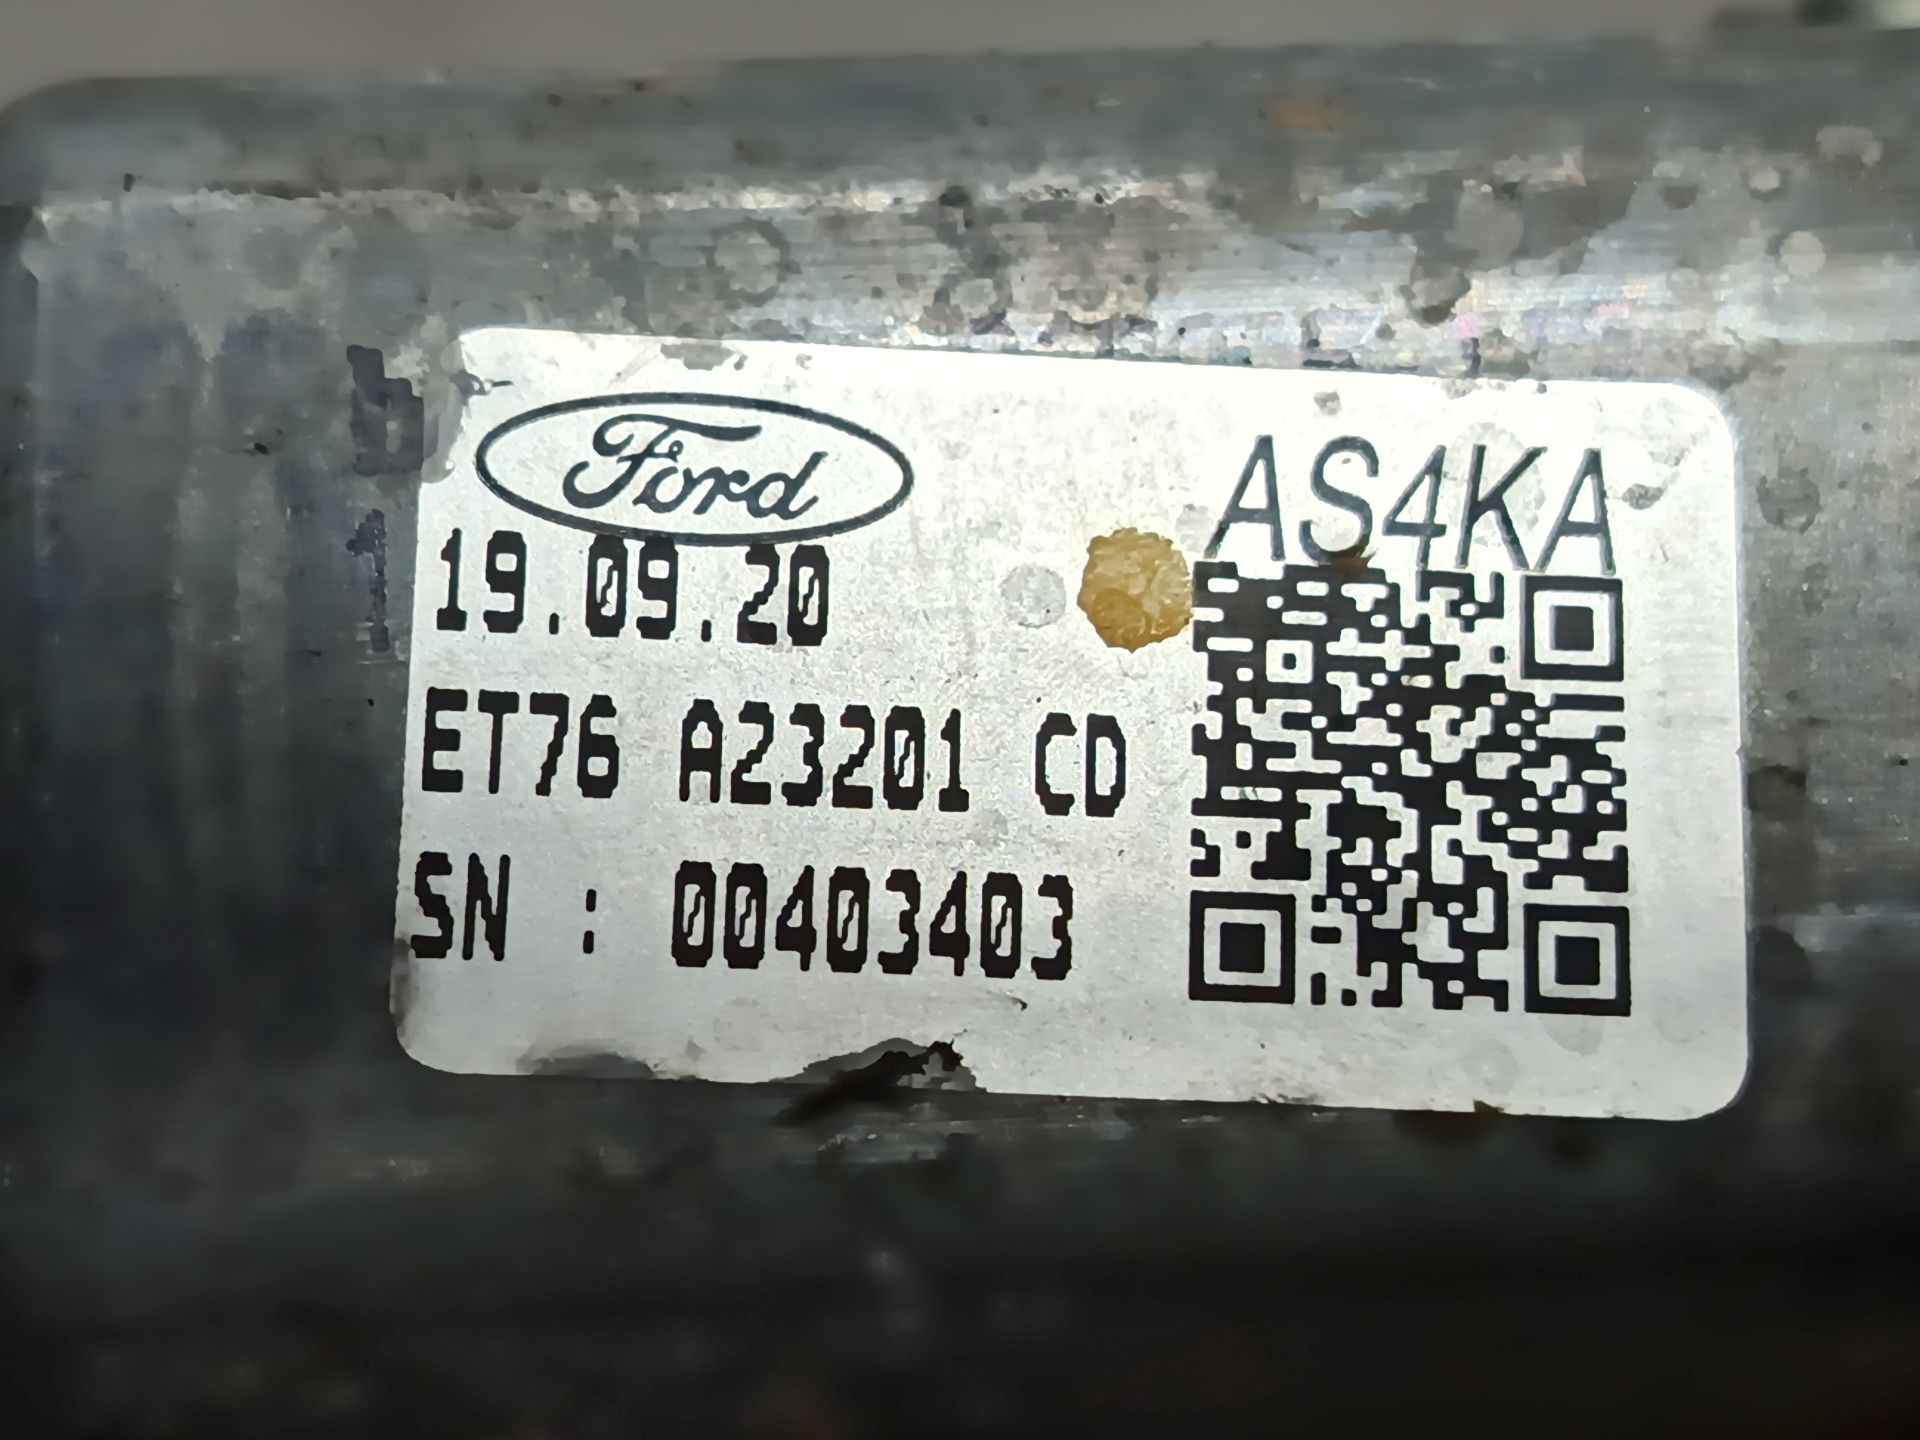 Ford
AS4KA
19.09.20
ET76 A23201 CD
SN : 00403403